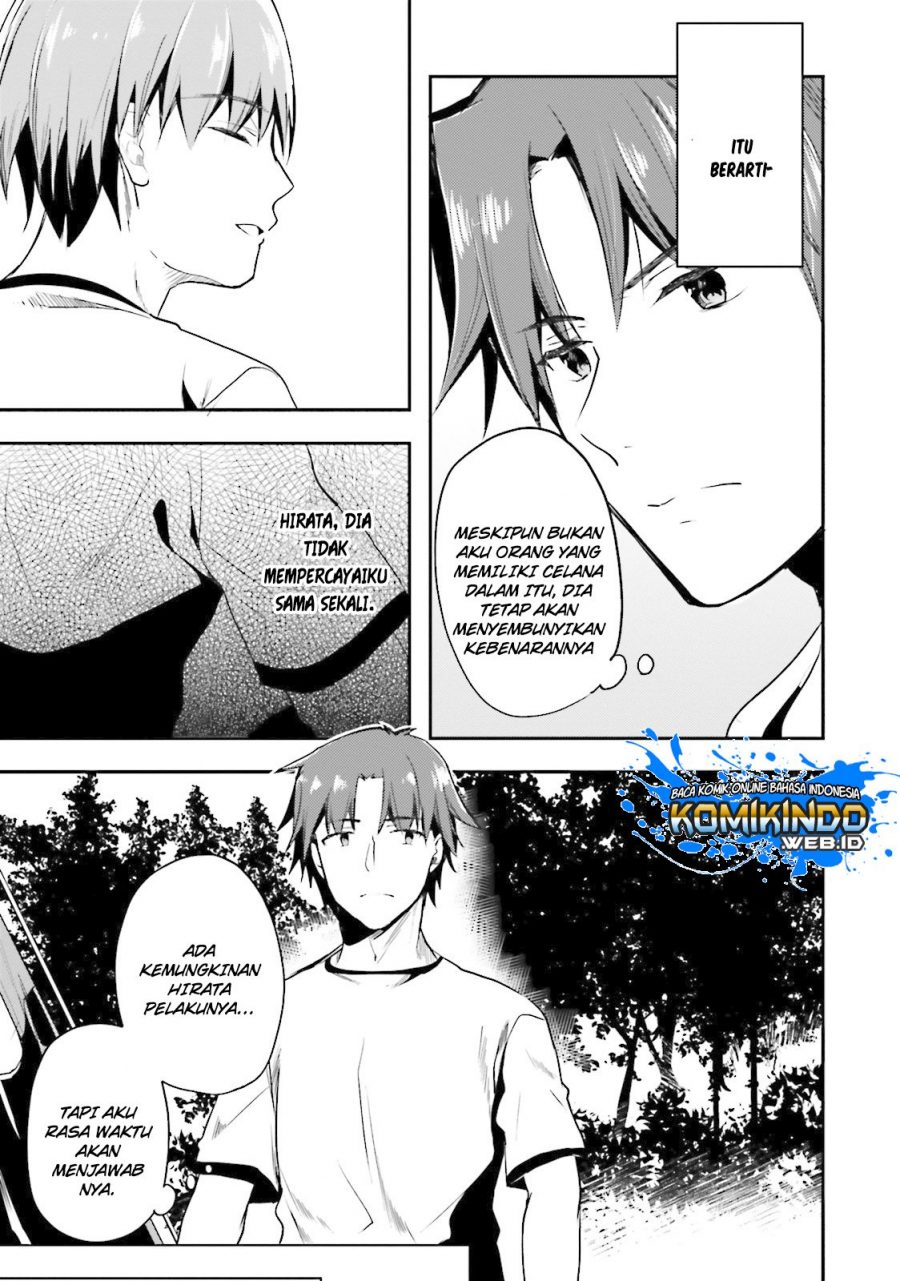 ITU
BERARTI-
MESKIPUN BUKAN
AKU ORANG YANG
MEMILIKI CELANA
DALAM ITU, DIA
TETAP AKAN
MENYEMBUNYIKAN
KEBENARANNYA
HIRATA, DIA
TIDAK
MEMPERCAYAIKU
SAMA SEKALI.
BACA KOMIK ONLINE BAHASA INDONESIA
KOMIKINDO
WEB.ID
ADA
KEMUNGKINAN
HIRATA
PELAKUNYA...
TAPI AKU
RASA WAKTU
AKAN
MENJAWAB
NYA.